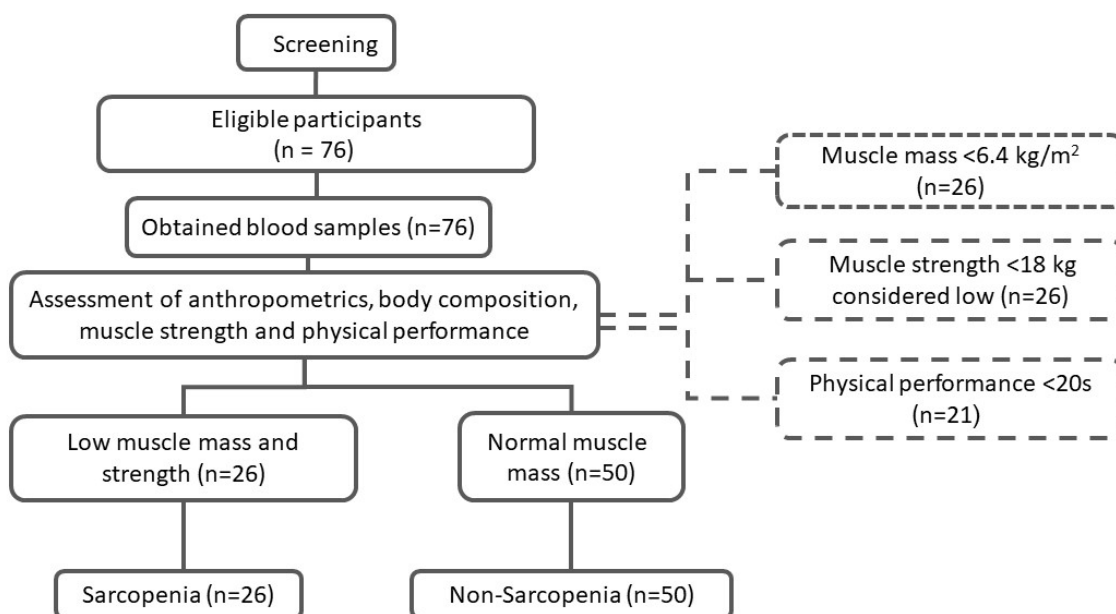 Screening
Eligible participants
(n = 76)
Obtained blood samples (n=76)
Assessment of anthropometrics, body composition,
muscle strength and physical performance
Muscle mass <6.4 kg/m²
(n=26)
Muscle strength <18 kg
considered low (n=26)
Physical performance <20s
(n=21)
Low muscle mass and
strength (n=26)
Normal muscle
mass (n=50)
Sarcopenia (n=26)
Non-Sarcopenia (n=50)